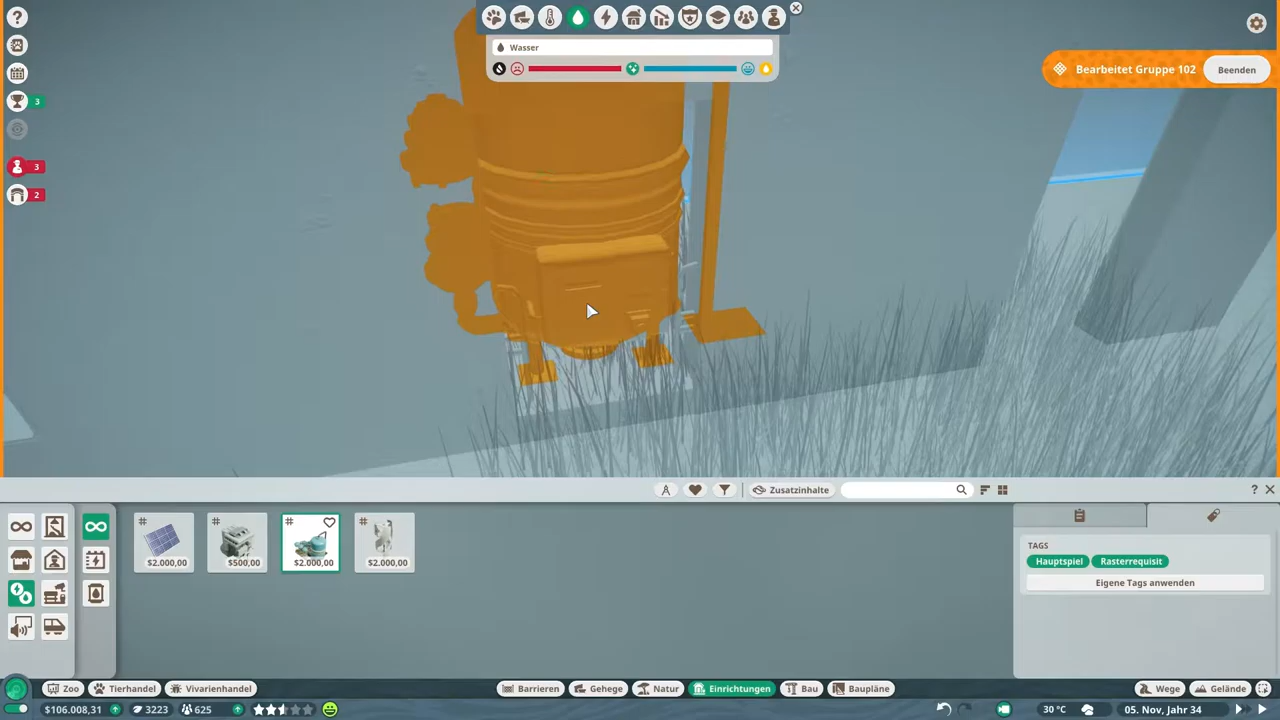 Wasser
Bearbeitet Gruppe 102
Beenden
3
3
2
Zusatzinhalte
$2.000,00
$500,00
$2.000,00
$2.000,00
TAGS
Hauptspiel
Rasterrequisit
Eigene Tags anwenden
Zoo
Tierhandel
Vivarienhandel
Barrieren
Gehege
Natur
Einrichtungen
Bau
Baupläne
Wege
Gelände
$106.008,31
3223
625
30 °C
05. Nov, Jahr 34